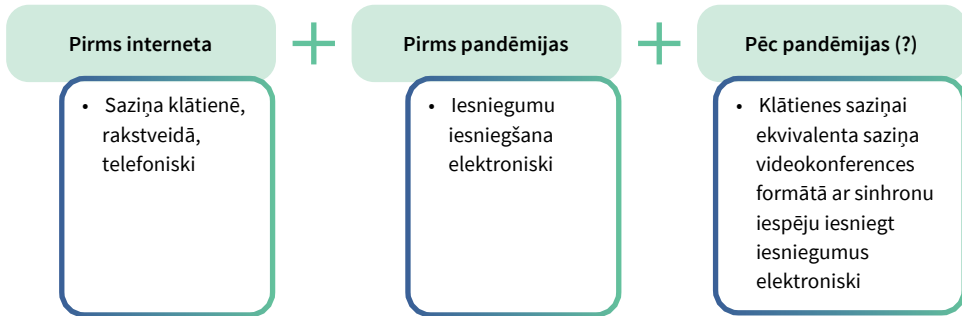 Pirms interneta
• Saziņa klātienē,
rakstveidā,
telefoniski
+
Pirms pandēmijas
• Iesniegumu
iesniegšana
elektroniski
+
Pēc pandēmijas (?)
• Klātienes saziņai
ekvivalenta saziņa
videokonferences
formātā ar sinhronu
iespēju iesniegt
iesniegumus
elektroniski